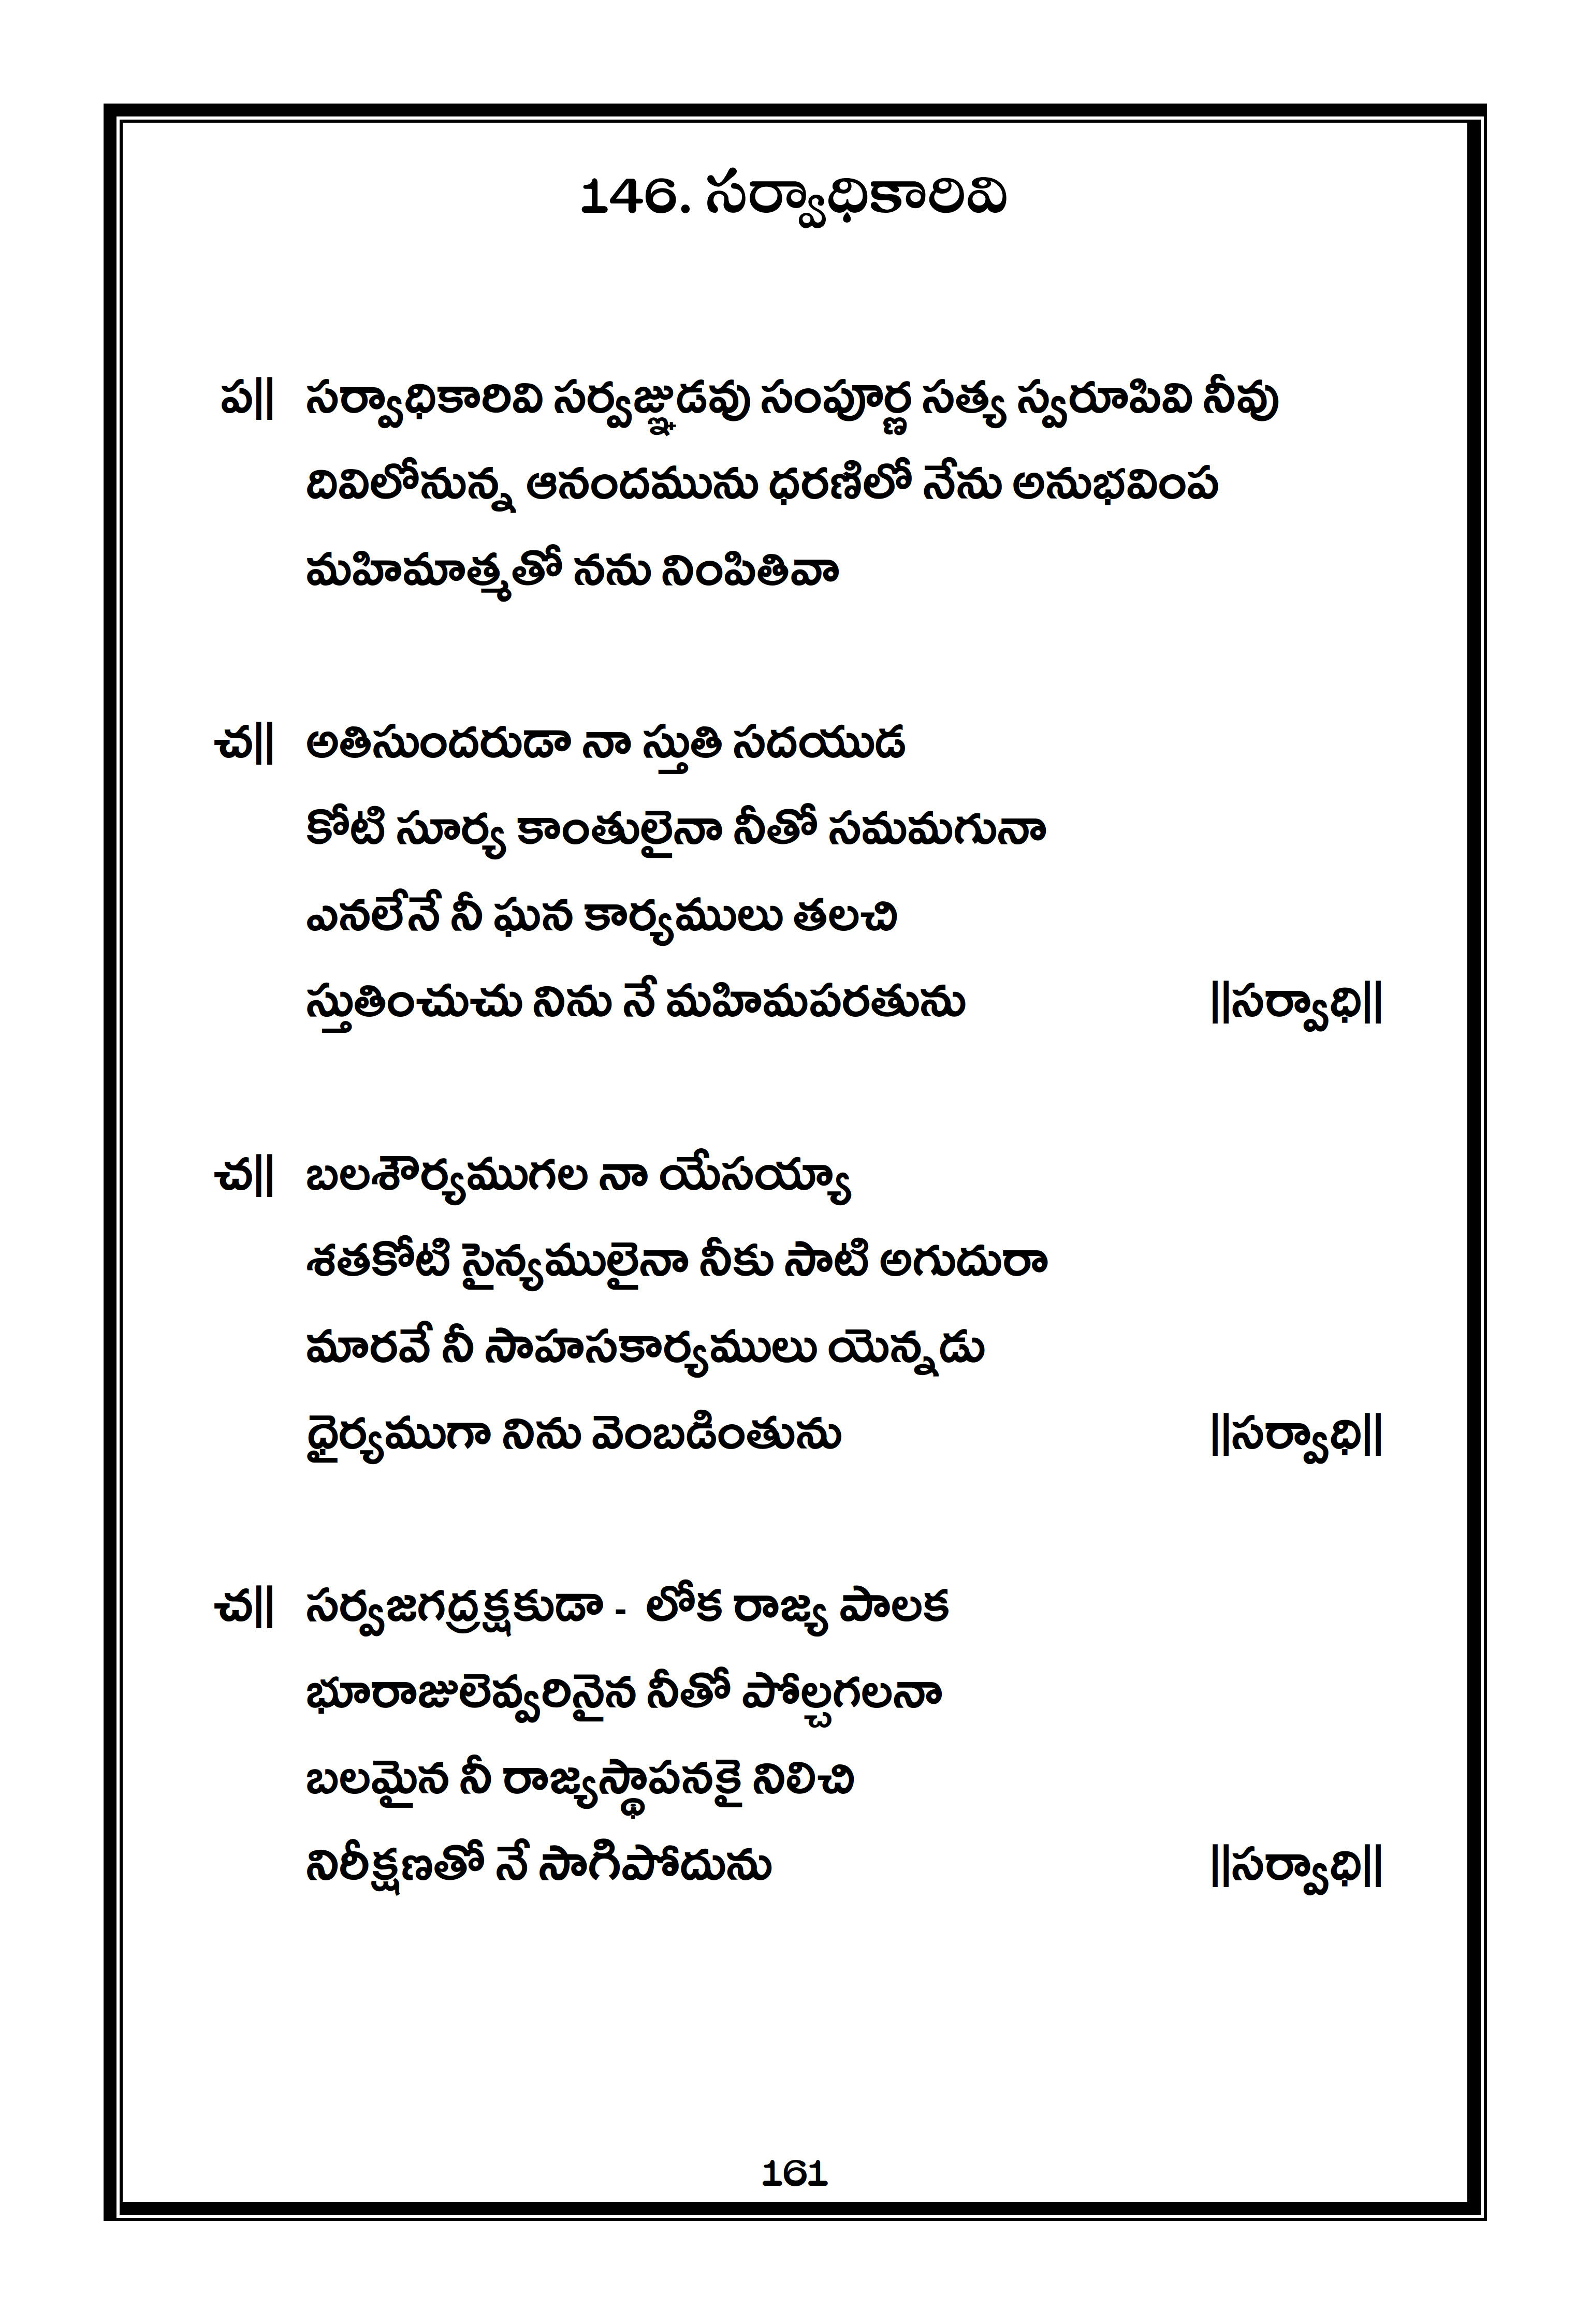 146. సర్వాధికారివి
ప|| సర్వాధికారివి సర్వజ్ఞుడవు సంపూర్ణ సత్య స్వరూపివి నీవు
దివిలోనున్న ఆనందమును ధరణిలో నేను అనుభవింప
మహిమాత్మతో నను నింపితివా
చ|| అతిసుందరుడా నా స్తుతి సదయుడ
కోటి సూర్య కాంతులైనా నీతో సమమగునా
ఎనలేనే నీ ఘన కార్యములు తలచి
స్తుతించుచు నిను నే మహిమపరతును ||సర్వాధి||
చ|| బలశౌర్యముగల నా యేసయ్యా
శతకోటి సైన్యములైనా నీకు సాటి అగుదురా
మారవే నీ సాహసకార్యములు యెన్నడు
ధైర్యముగా నిను వెంబడింతును ||సర్వాధి||
చ|| సర్వజగద్రక్షకుడా - లోక రాజ్య పాలక
భూరాజులెవ్వరినైన నీతో పోల్చగలనా
బలమైన నీ రాజ్యస్థాపనకై నిలిచి
నిరీక్షణతో నే సాగిపోదును ||సర్వాధి||
161